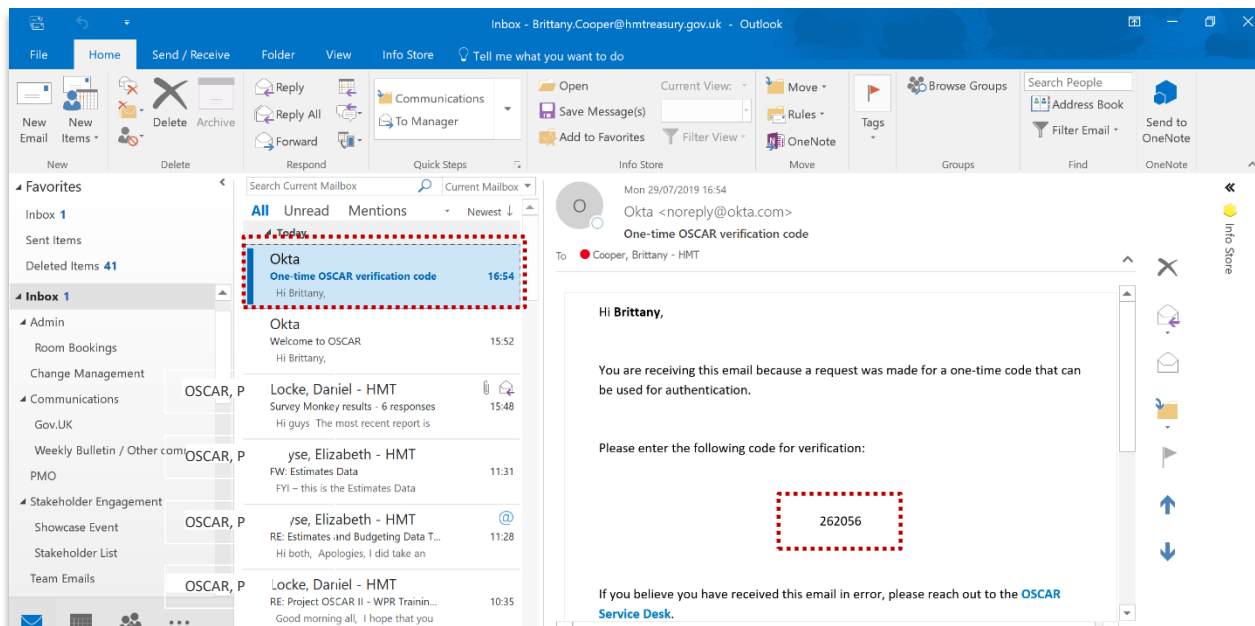 Inbox - Brittany.Cooper@hmtreasury.gov.uk - Outlook
File Home Send / Receive Folder View Info Store Tell me what you want to do
New Email
New Items
Delete
Archive
Reply
Reply All
Forward
Communications
To Manager
Open
Save Message(s)
Add to Favorites
Current View:
Filter View
Move
Rules
OneNote
Tags
Browse Groups
Search People
Address Book
Filter Email
Send to OneNote
New Delete Respond Quick Steps Info Store Move Groups Find OneNote
Favorites
Inbox 1
Sent Items
Deleted Items 41
Inbox 1
Admin
Room Bookings
Change Management
Communications
Gov.UK
Weekly Bulletin / Other
PMO
Stakeholder Engagement
Showcase Event
Stakeholder List
Team Emails
Search Current Mailbox Current Mailbox
All Unread Mentions Newest ↓
Today
Okta
One-time OSCAR verification code 16:54
Hi Brittany,
Okta
Welcome to OSCAR 15:52
Hi Brittany,
OSCAR, P Locke, Daniel - HMT
Survey Monkey results - 6 responses 15:48
Hi guys The most recent report is
OSCAR, P yse, Elizabeth - HMT
FW: Estimates Data 11:31
FYI – this is the Estimates Data
OSCAR, P yse, Elizabeth - HMT @
RE: Estimates and Budgeting Data T... 11:28
Hi both, Apologies, I did take an
OSCAR, P Locke, Daniel - HMT
RE: Project OSCAR II - WPR Trainin... 10:35
Good morning all, I hope that you
O
Mon 29/07/2019 16:54
Okta <noreply@okta.com>
One-time OSCAR verification code
To Cooper, Brittany - HMT
Hi Brittany,
You are receiving this email because a request was made for a one-time code that can
be used for authentication.
Please enter the following code for verification:
262056
If you believe you have received this email in error, please reach out to the OSCAR
Service Desk.
Info Store